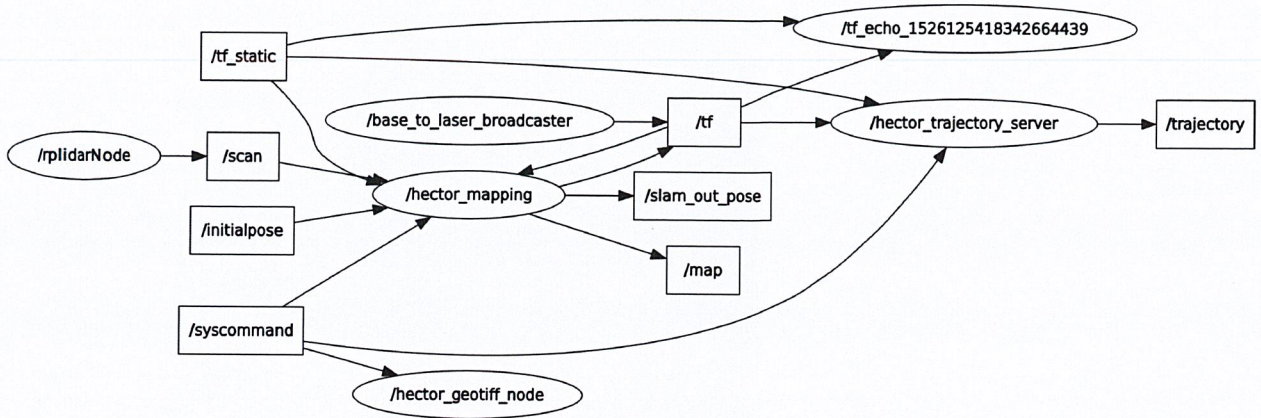 /tf_echo_1526125418342664439
/tf_static
/base_to_laser_broadcaster
/tf
/hector_trajectory_server
/trajectory
/rplidarNode
/scan
/hector_mapping
/slam_out_pose
/initialpose
/map
/syscommand
/hector_geotiff_node